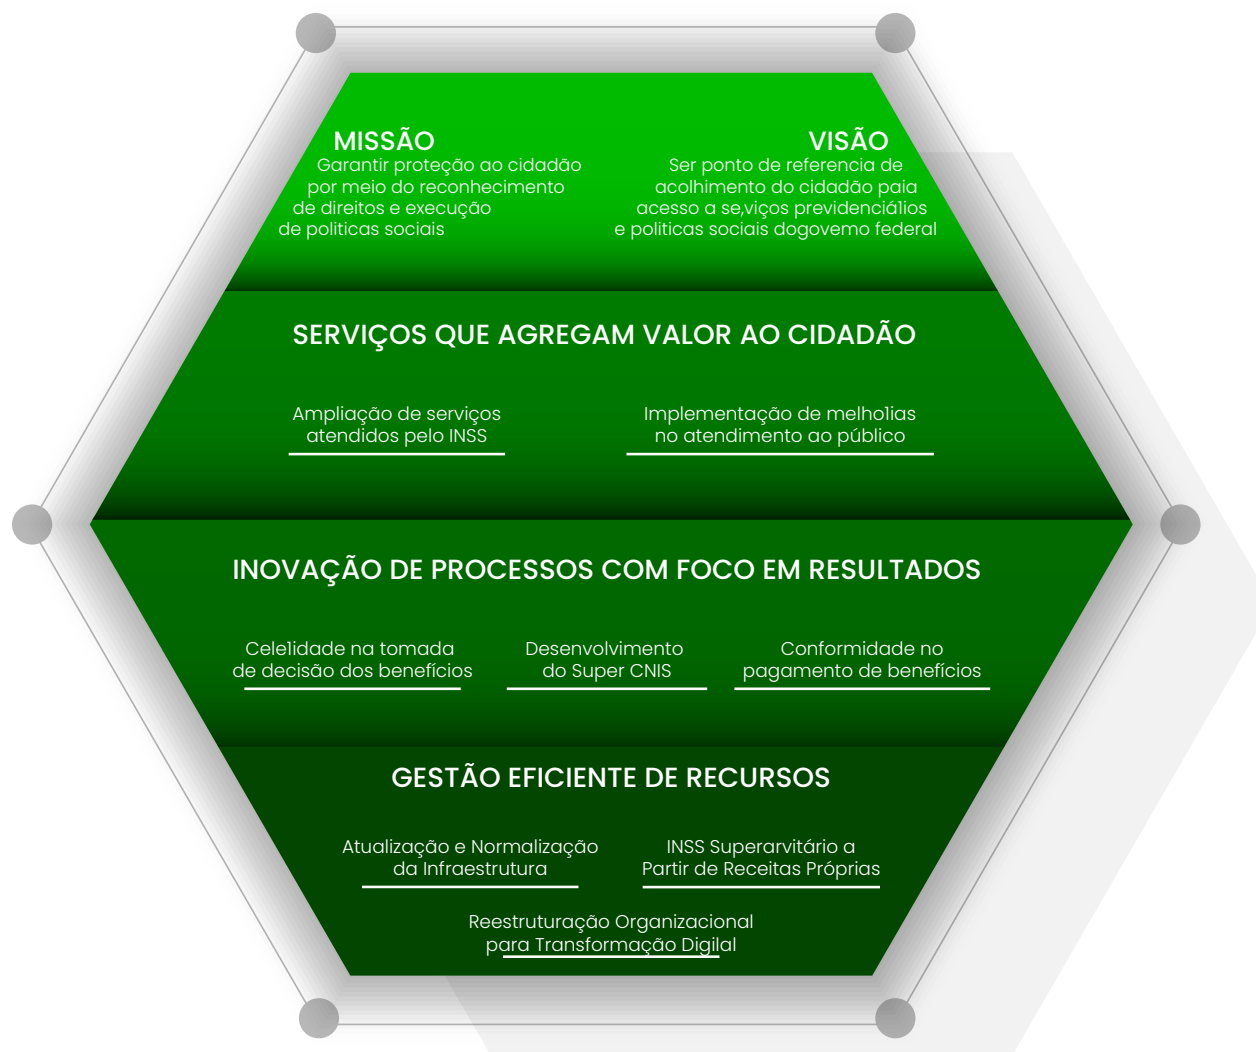 MISSÃO
Garantir proteção ao cidadão
por meio do reconhecimento
de direitos e execução
de politicas sociais
VISÃO
Ser ponto de referencia de
acolhimento do cidadão paia
acesso a se,viços previdenciá1ios
e politicas sociais dogovemo federal
SERVIÇOS QUE AGREGAM VALOR AO CIDADÃO
Ampliação de serviços
atendidos pelo INSS
Implementação de melho1ias
no atendimento ao público
INOVAÇÃO DE PROCESSOS COM FOCO EM RESULTADOS
Cele1idade na tomada
de decisão dos benefícios
Desenvolvimento
do Super CNIS
Conformidade no
pagamento de benefícios
GESTÃO EFICIENTE DE RECURSOS
Atualização e Normalização
da Infraestrutura
INSS Superarvitário a
Partir de Receitas Próprias
Reestruturação Organizacional
para Transformação Digilal